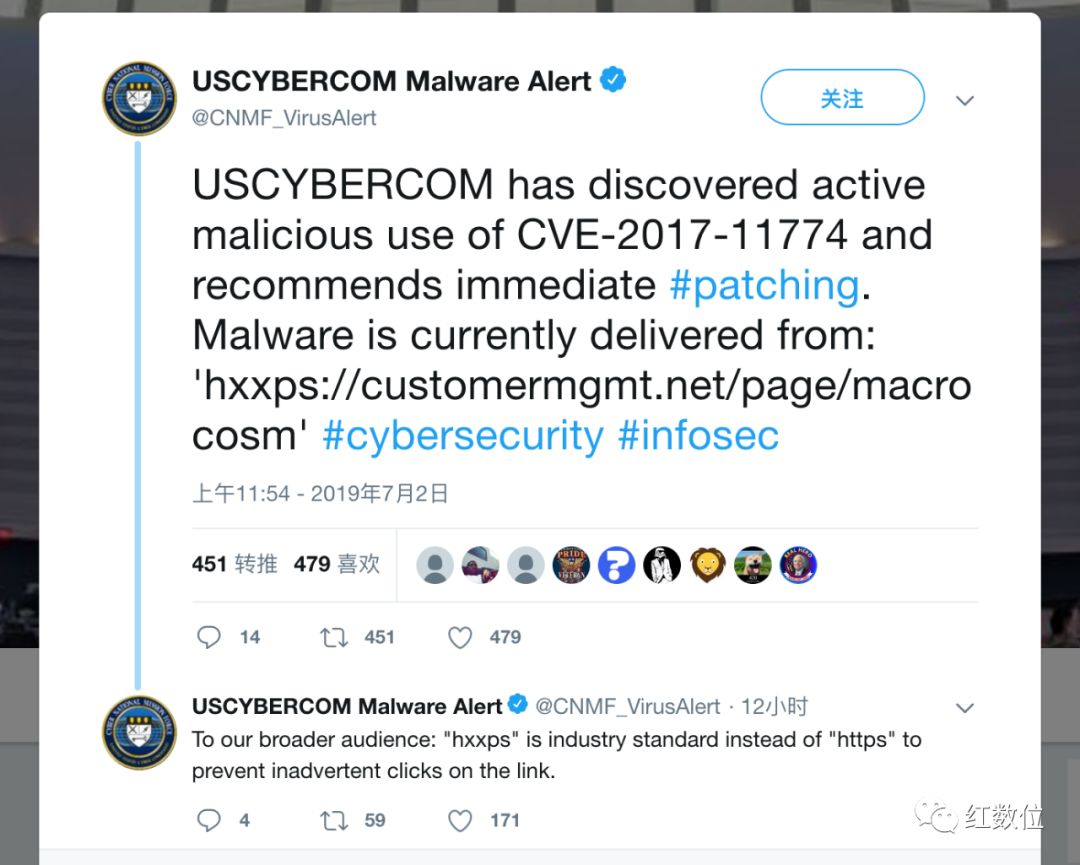 USCYBERCOM Malware Alert
关注
@CNMF_VirusAlert
USCYBERCOM has discovered active
malicious use of CVE-2017-11774 and
recommends immediate #patching.
Malware is currently delivered from:
'hxxps://customermgmt.net/page/macro
cosm' #cybersecurity #infosec
上午11:54 - 2019年7月2日
451 转推 479 喜欢
14 451 479
USCYBERCOM Malware Alert @CNMF_VirusAlert · 12小时
To our broader audience: "hxxps" is industry standard instead of "https" to
prevent inadvertent clicks on the link.
4 59 171
红数位